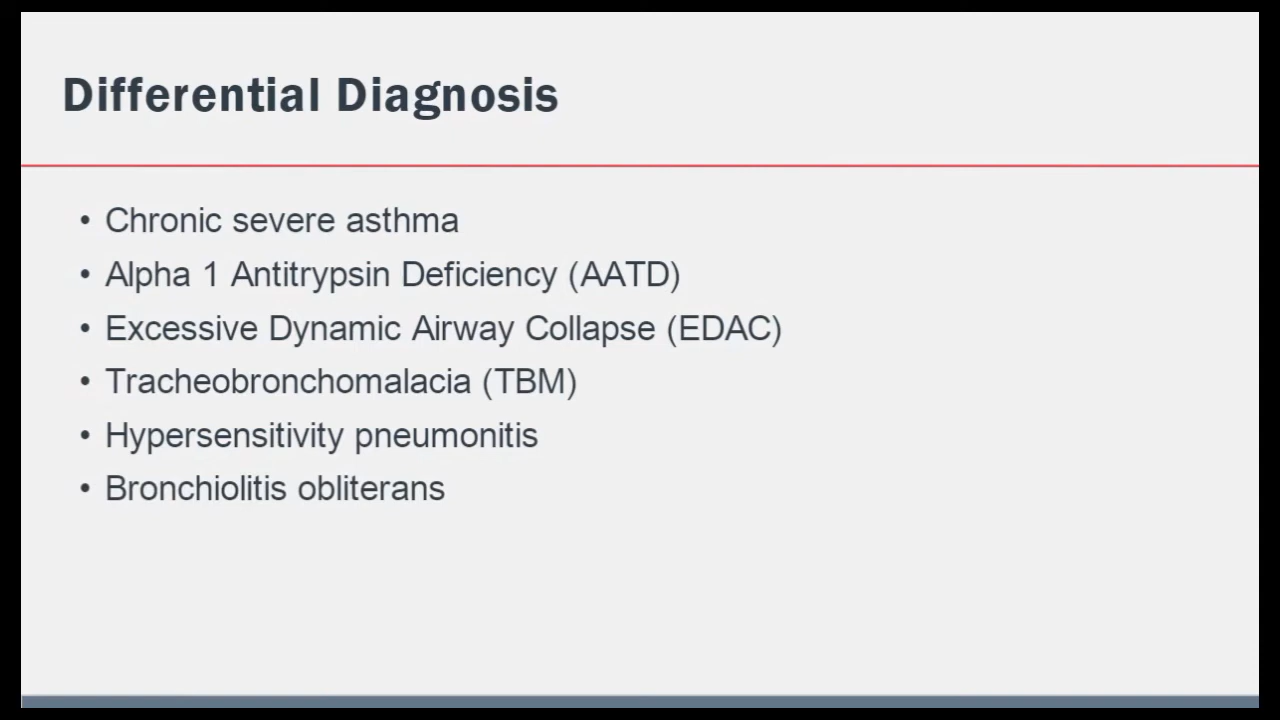 Differential Diagnosis
• Chronic severe asthma
• Alpha 1 Antitrypsin Deficiency (AATD)
• Excessive Dynamic Airway Collapse (EDAC)
• Tracheobronchomalacia (TBM)
• Hypersensitivity pneumonitis
• Bronchiolitis obliterans